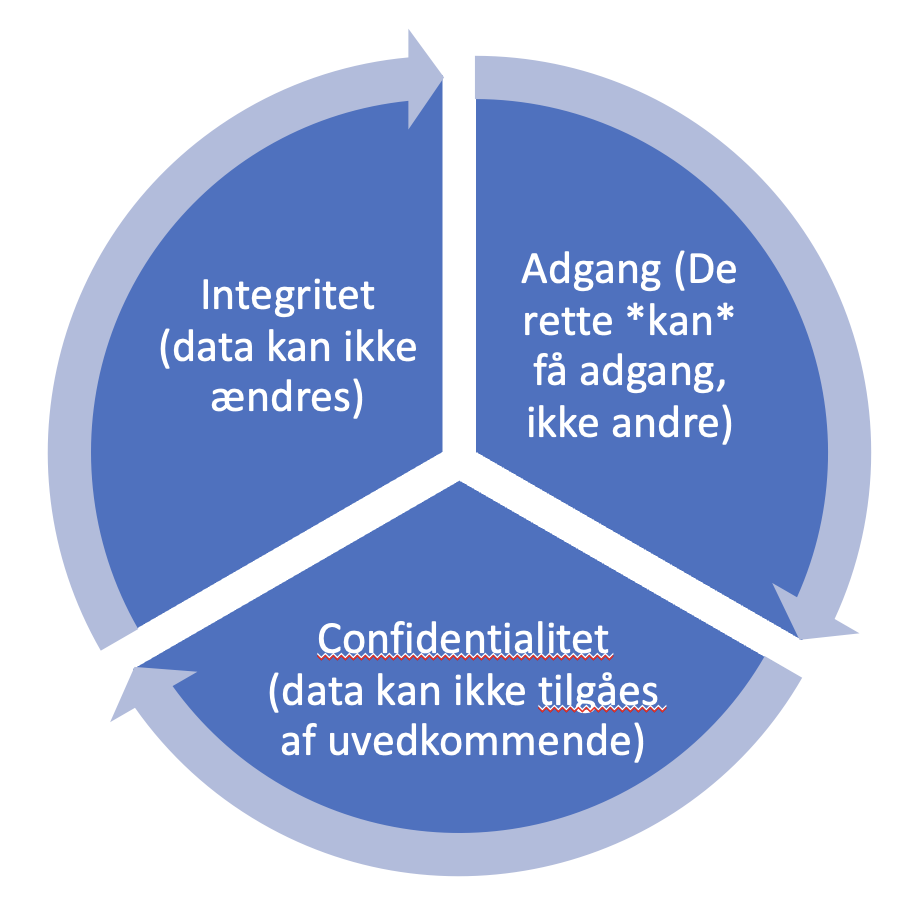 Integritet
(data kan ikke
ændres)
Adgang (De
rette *kan*
få adgang,
ikke andre)
Confidentialitet
(data kan ikke tilgåes
af uvedkommende)